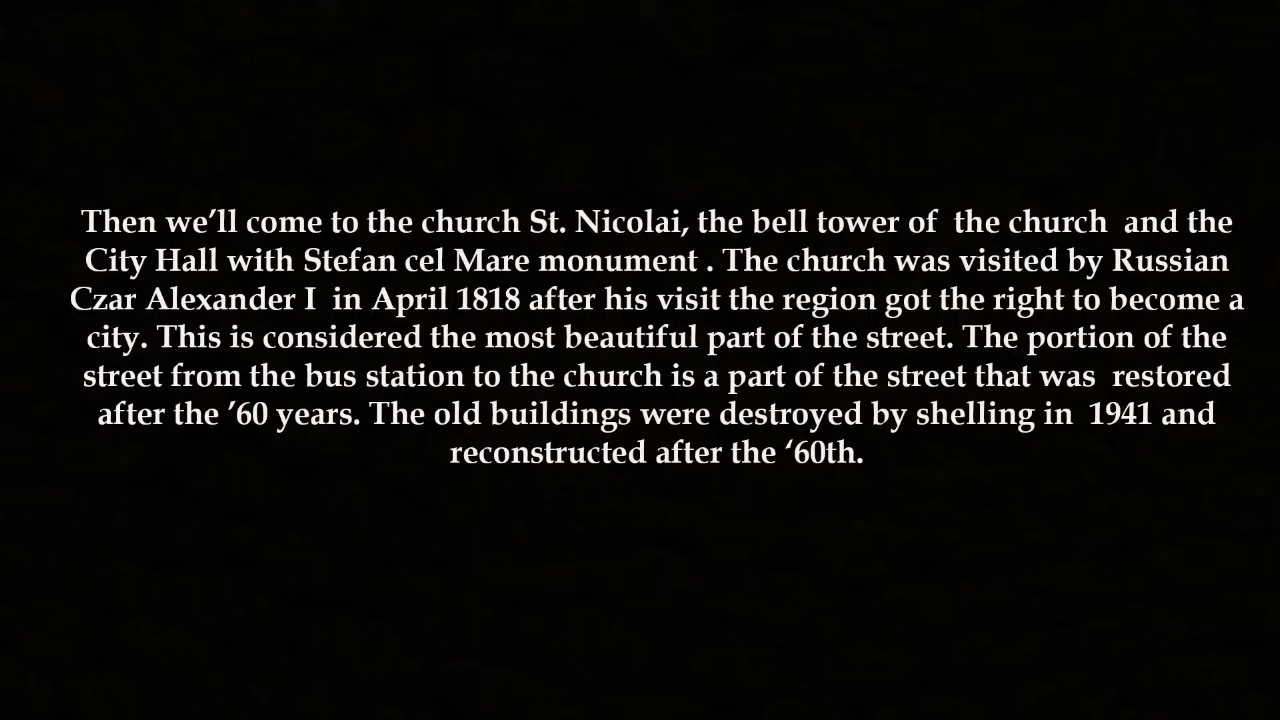 Then we’ll come to the church St. Nicolai, the bell tower of  the church  and the
City Hall with Stefan cel Mare monument . The church was visited by Russian
Czar Alexander I  in April 1818 after his visit the region got the right to become a
city. This is considered the most beautiful part of the street. The portion of the
street from the bus station to the church is a part of the street that was  restored
after the ’60 years. The old buildings were destroyed by shelling in  1941 and
reconstructed after the ‘60th.